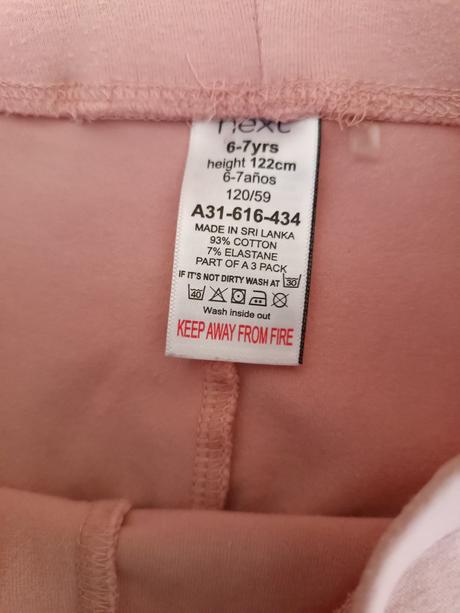 next
6-7yrs
height 122cm
6-7años
120/59
A31-616-434
MADE IN SRI LANKA
93% COTTON
7% ELASTANE
PART OF A 3 PACK
IF IT'S NOT DIRTY WASH AT 30
40
Wash inside out
KEEP AWAY FROM FIRE